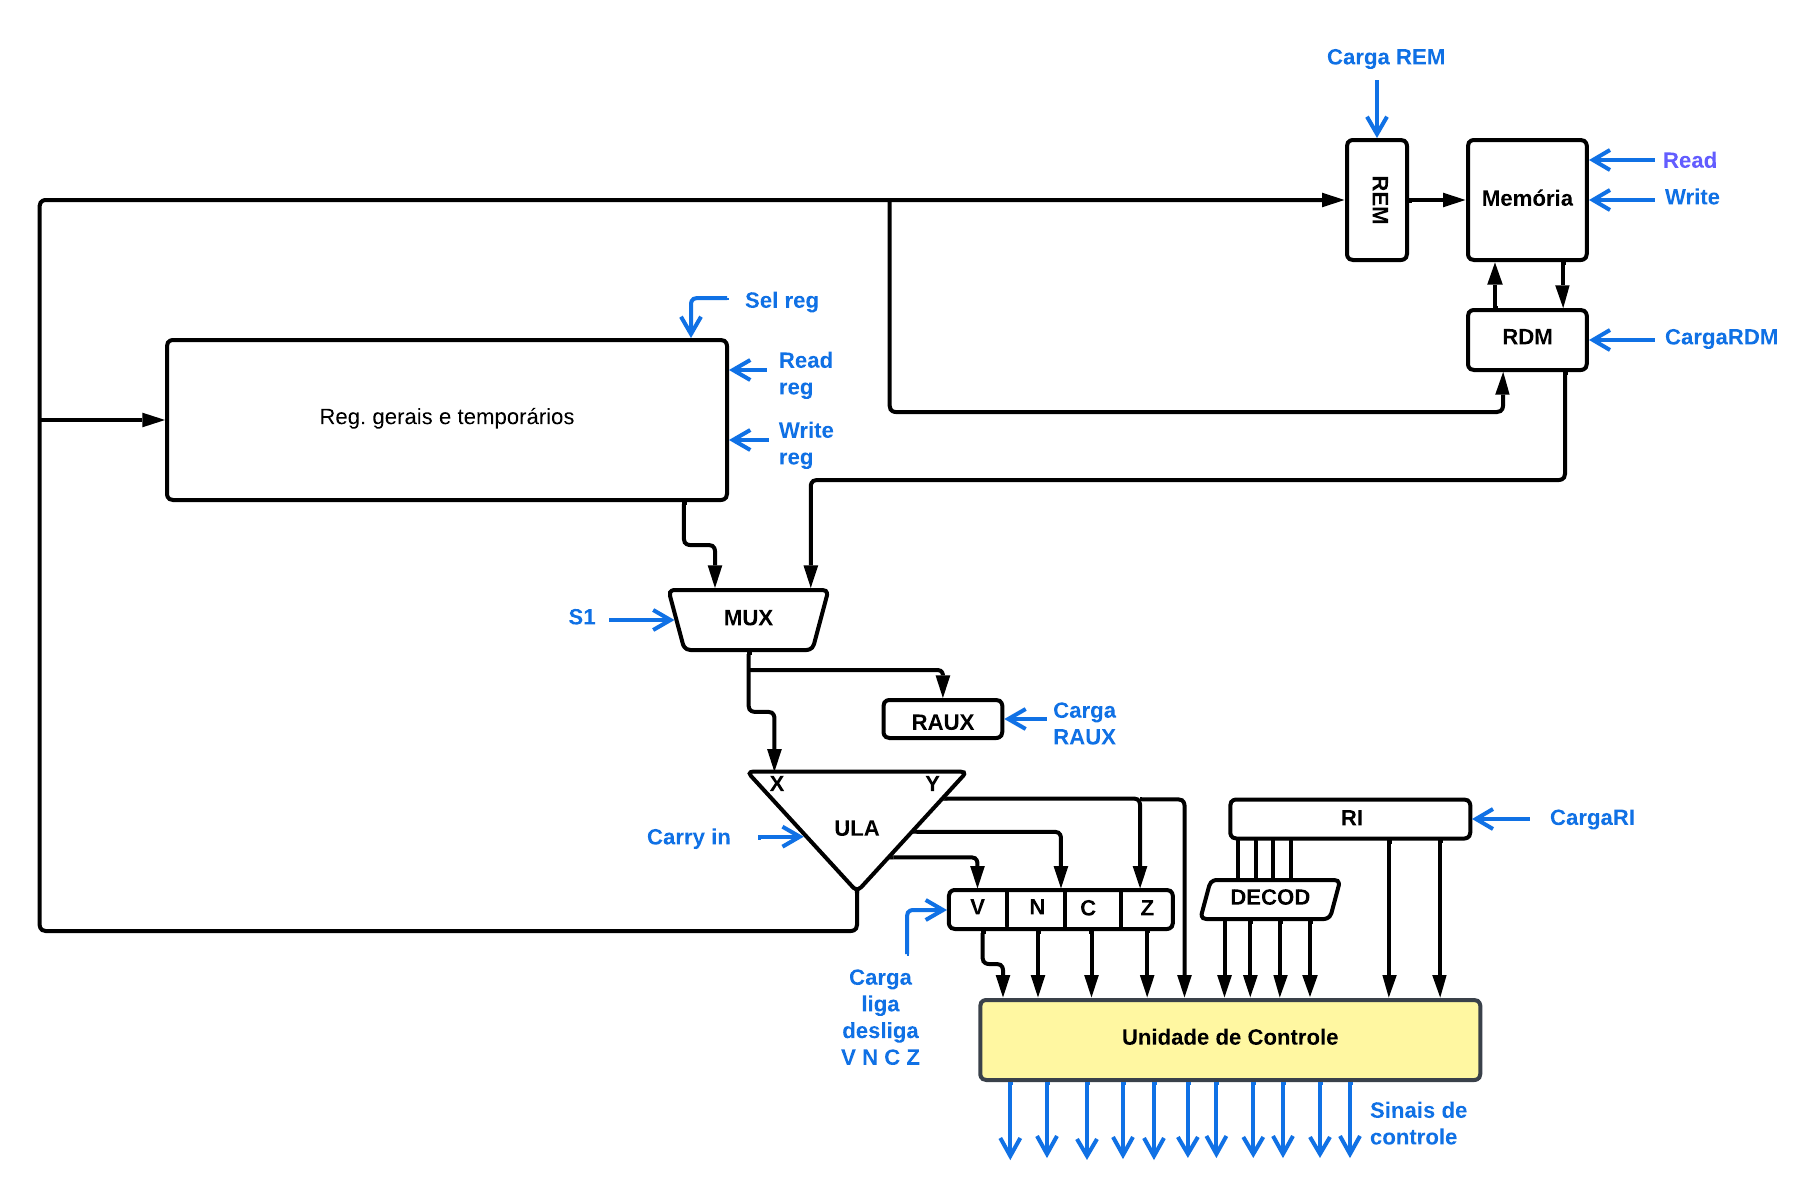 Carga REM
REM
Memória
Read
Write
Sel reg
RDM
CargaRDM
Read
reg
Reg. gerais e temporários
Write
reg
S1
MUX
RAUX
Carga
RAUX
X
Y
ULA
Carry in
RI
CargaRI
DECOD
V N C Z
Carga
liga
desliga
V N C Z
Unidade de Controle
Sinais de
controle